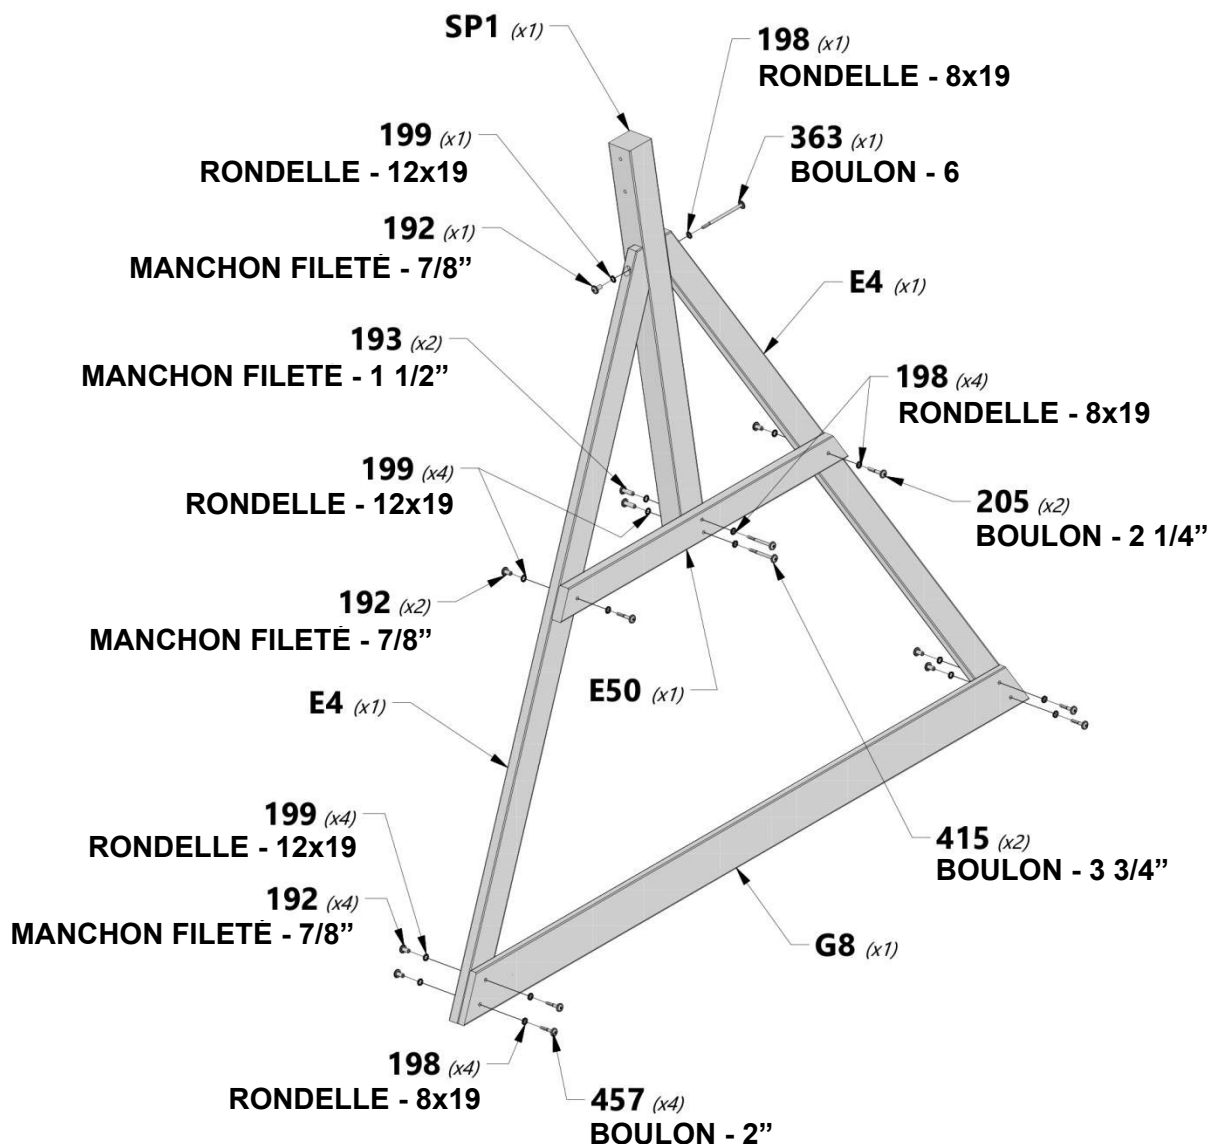 SP1 (x1)
198 (x1)
RONDELLE - 8x19
199 (x1)
RONDELLE - 12x19
363 (x1)
BOULON - 6
192 (x1)
MANCHON FILETÉ - 7/8”
E4 (x1)
193 (x2)
MANCHON FILETE - 1 1/2”
198 (x4)
RONDELLE - 8x19
199 (x4)
RONDELLE - 12x19
205 (x2)
BOULON - 2 1/4”
192 (x2)
MANCHON FILETÉ - 7/8”
E50 (x1)
E4 (x1)
199 (x4)
RONDELLE - 12x19
415 (x2)
BOULON - 3 3/4”
192 (x4)
MANCHON FILETÉ - 7/8”
G8 (x1)
198 (x4)
RONDELLE - 8x19
457 (x4)
BOULON - 2”